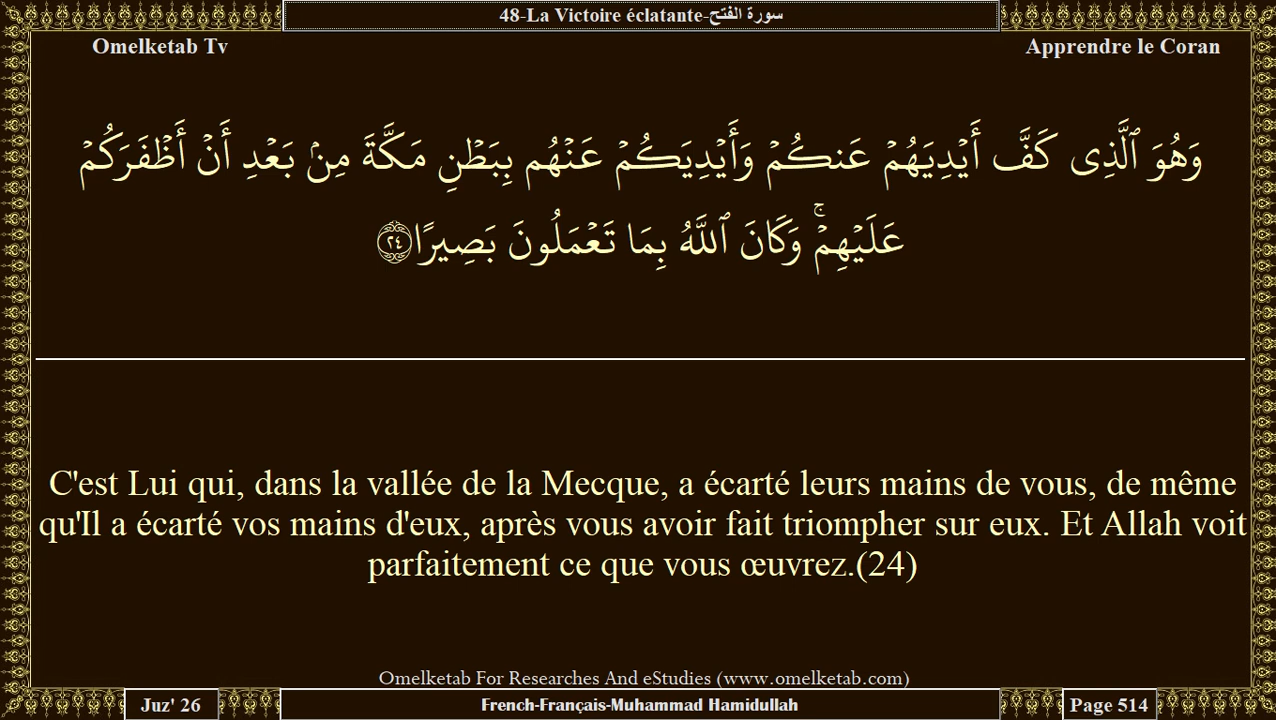 48-La Victoire éclatante-سورة الفتح
Omelketab Tv
Apprendre le Coran
وَهُوَ ٱلَّذِى كَفَّ أَيْدِيَهُمْ عَنكُمْ وَأَيْدِيَكُمْ عَنْهُم بِبَطْنِ مَكَّةَ مِنۢ بَعْدِ أَنْ أَظْفَرَكُمْ
عَلَيْهِمْ ۚ وَكَانَ ٱللَّهُ بِمَا تَعْمَلُونَ بَصِيرًا ٢٤
C'est Lui qui, dans la vallée de la Mecque, a écarté leurs mains de vous, de même
qu'Il a écarté vos mains d'eux, après vous avoir fait triompher sur eux. Et Allah voit
parfaitement ce que vous œuvrez.(24)
Omelketab For Researches And eStudies (www.omelketab.com)
Juz' 26
French-Français-Muhammad Hamidullah
Page 514